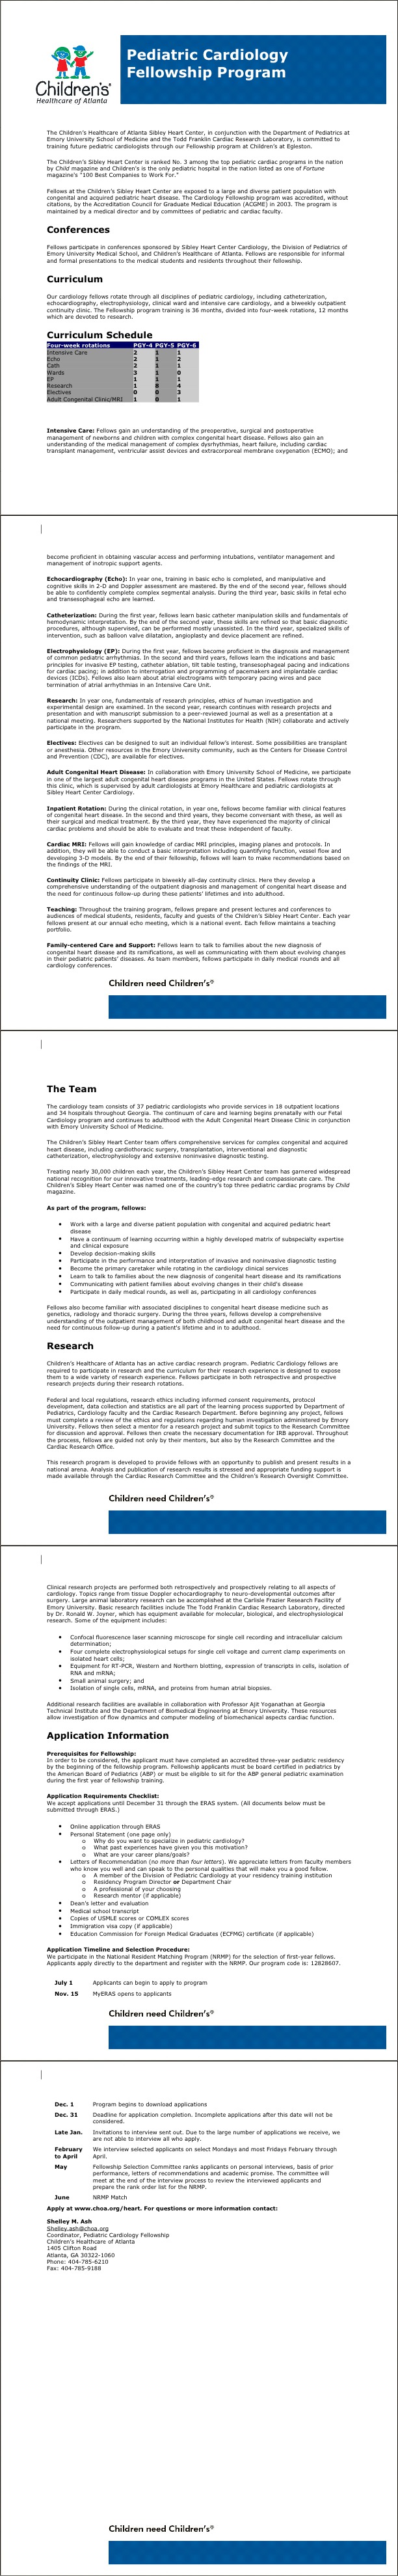 Children's
Healthcare of Atlanta
Pediatric Cardiology
Fellowship Program
The Children's Healthcare of Atlanta Sibley Heart Center, in conjunction with the Department of Pediatrics at
Emory University School of Medicine and the Todd Franklin Cardiac Research Laboratory, is committed to
training future pediatric cardiologists through our Fellowship program at Children's at Egleston.
The Children's Sibley Heart Center is ranked No. 3 among the top pediatric cardiac programs in the nation
by Child magazine and Children's is the only pediatric hospital in the nation listed as one of Fortune
magazine's "100 Best Companies to Work For."
Fellows at the Children's Sibley Heart Center are exposed to a large and diverse patient population with
congenital and acquired pediatric heart disease. The Cardiology Fellowship program was accredited, without
citations, by the Accreditation Council for Graduate Medical Education (ACGME) in 2003. The program is
maintained by a medical director and by committees of pediatric and cardiac faculty.
Conferences
Fellows participate in conferences sponsored by Sibley Heart Center Cardiology, the Division of Pediatrics of
Emory University Medical School, and Children's Healthcare of Atlanta. Fellows are responsible for informal
and formal presentations to the medical students and residents throughout their fellowship.
Curriculum
Our cardiology fellows rotate through all disciplines of pediatric cardiology, including catheterization,
echocardiography, electrophysiology, clinical ward and intensive care cardiology, and a biweekly outpatient
continuity clinic. The Fellowship Program is 36 months, divided into four-week rotations, 12 months
which are devoted to research.
Curriculum Schedule
Four-week rotations PGY-4 PGY-5 PGY-6
Intensive Care 2 1 1
Echo 2 1 2
Cath 2 1 1
Wards 3 1 0
EP 1 1 1
Research 1 8 4
Electives 0 0 3
Adult Congenital Clinic/MRI 1 0 1
Intensive Care: Fellows gain an understanding of the preoperative, surgical and postoperative
management of newborns and children with complex congenital heart disease. Fellows also gain an
understanding of the medical management of complex dysrhythmias, heart failure, including cardiac
transplant management, ventricular assist devices and extracorporeal membrane oxygenation (ECMO); and
become proficient in obtaining vascular access and performing intubations, ventilator management and
management of inotropic support agents.
Echocardiography (Echo): In year one, training in basic echo is completed, and manipulative and
cognitive skills in 2-D and Doppler assessment are mastered. By the end of the second year, fellows should
be able to confidently complete complex segmental analysis. During the third year, basic skills in fetal echo
and transesophageal echo are learned.
Catheterization: During the first year, fellows learn basic catheter manipulation skills and fundamentals of
hemodynamic interpretation. By the end of the second year, these skills are refined so that basic diagnostic
procedures, although supervised, can be performed mostly unassisted. In the third year, specialized skills of
intervention, such as balloon valve dilation, angioplasty and device placement are refined.
Electrophysiology (EP): During the first year, fellows become proficient in the diagnosis and management
of common pediatric arrhythmias. In the second and third years, fellows learn the indications and basic
principles for invasive EP testing, catheter ablation, tilt table testing, transesophageal pacing and indications
for cardiac pacing; in addition to interrogation and programming of pacemakers and implantable cardiac
devices (ICDs). Fellows also learn about atrial electrograms with temporary pacing wires and pace
termination of atrial arrhythmias in an Intensive Care Unit.
Research: In year one, fundamentals of research principles, ethics of human investigation and
experimental design are examined. In the second year, research continues with research projects and
presentation and with manuscript submission to a peer-reviewed journal as well as a presentation at a
national meeting. Researchers supported by the National Institutes for Health (NIH) collaborate and actively
participate in the program.
Electives: Electives can be designed to suit an individual fellow's interest. Some possibilities are transplant
or anesthesia. Other resources in the Emory University community, such as the Centers for Disease Control
and Prevention (CDC), are available for electives.
Adult Congenital Heart Disease: In collaboration with Emory University School of Medicine, we participate
in one of the largest adult congenital heart disease programs in the United States. Fellows rotate through
this clinic, which is supervised by adult cardiologists at Emory Healthcare and pediatric cardiologists at
Sibley Heart Center Cardiology.
Inpatient Rotation: During the clinical rotation, in year one, fellows become familiar with clinical features
of congenital heart disease. In the second and third years, they become conversant with these, as well as
their surgical and medical treatment. By the third year, they have experienced the majority of clinical
cardiac problems and should be able to evaluate and treat these independent of faculty.
Cardiac MRI: Fellows will gain knowledge of cardiac MRI principles, imaging planes and protocols. In
addition, they will be able to conduct a basic interpretation including quantifying function, vessel flow and
developing 3-D models. By the end of their fellowship, fellows will learn to make recommendations based on
the findings of the MRI.
Continuity Clinic: Fellows participate in biweekly all-day continuity clinics. Here they develop a
comprehensive understanding of the outpatient diagnosis and management of congenital heart disease and
the need for continuous follow-up during these patients' lifetimes and into adulthood.
Teaching: Throughout the training program, fellows prepare and present lectures and conferences to
audiences of medical students, residents, faculty and guests of the Children's Sibley Heart Center. Each year
fellows present at our annual echo meeting, which is a national event. Each fellow maintains a teaching
portfolio.
Family-centered Care and Support: Fellows learn to talk to families about the new diagnosis of
congenital heart disease and its ramifications, as well as communicating with them about evolving changes
in their pediatric patients' diseases. As team members, fellows participate in daily medical rounds and all
cardiology conferences.
Children need Children's®
The Team
The cardiology team consists of 37 pediatric cardiologists who provide services in 18 outpatient locations
and 34 hospitals throughout Georgia. The continuum of care and learning begins prenatally with our Fetal
Cardiology program and continues to adulthood with the Adult Congenital Heart Disease Clinic in conjunction
with Emory University School of Medicine.
The Children's Sibley Heart Center team offers comprehensive services for complex congenital and acquired
heart disease, including cardiothoracic surgery, transplantation, interventional and diagnostic
catheterization, electrophysiology and extensive noninvasive diagnostic testing.
Treating nearly 30,000 children each year, the Children's Sibley Heart Center team has garnered widespread
national recognition for our innovative treatments, leading-edge research and compassionate care. The
Children's Sibley Heart Center was named one of the country's top three pediatric cardiac programs by Child
magazine.
As part of the program, fellows:
• Work with a large and diverse patient population with congenital and acquired pediatric heart
disease
• Have a continuum of learning occurring within a highly developed matrix of subspecialty expertise
and clinical exposure
• Develop decision-making skills
• Participate in the performance and interpretation of invasive and noninvasive diagnostic testing
• Become the primary caretaker while rotating in the cardiology clinical services
• Learn to talk to families about the new diagnosis of congenital heart disease and its ramifications
• Communicating with patient families about evolving changes in their child's disease
• Participate in daily medical rounds, as well as, participating in all cardiology conferences
Fellows also become familiar with associated disciplines to congenital heart disease medicine such as
genetics, radiology and thoracic surgery. During the three years, fellows develop a comprehensive
understanding of the outpatient management of both childhood and adult congenital heart disease and the
need for continuous follow-up during a patient's lifetime and in to adulthood.
Research
Children's Healthcare of Atlanta has an active cardiac research program. Pediatric Cardiology fellows are
required to participate in research and the curriculum for their research experience is designed to expose
them to a wide variety of research experience. Fellows participate in both retrospective and prospective
research projects during their research rotations.
Federal and local regulations, research ethics including informed consent requirements, protocol
development, data collection and statistics are all part of the learning process supported by Department of
Pediatrics, Cardiology faculty and the Cardiac Research Department. Before beginning any project, fellows
must complete a review of the ethics and regulations regarding human investigation administered by Emory
University. Fellows then select a mentor for a research project and submit topics to the Research Committee
for discussion and approval. Fellows then create the necessary documentation for IRB approval. Throughout
the process, fellows are guided not only by their mentors, but also by the Research Committee and the
Cardiac Research Office.
This research program is developed to provide fellows with an opportunity to publish and present results in a
national arena. Analysis and publication of research results is stressed and appropriate funding support is
made available through the Cardiac Research Committee and the Children's Research Oversight Committee.
Children need Children's®
Clinical research projects are performed both retrospectively and prospectively relating to all aspects of
cardiology. Topics range from tissue Doppler echocardiography to neuro-developmental outcomes after
surgery. Large animal laboratory research can be accomplished at the Carlisle Frazier Research Facility of
Emory University. Basic research facilities include The Todd Franklin Cardiac Research Laboratory, directed
by Dr. Ronald W. Joyner, which has equipment available for molecular, biological, and electrophysiological
research. Some of the equipment includes:
• Confocal fluorescence laser scanning microscope for single cell recording and intracellular calcium
determination;
• Four complete electrophysiological setups for single cell voltage and current clamp experiments on
isolated heart cells;
• Equipment for RT-PCR, Western and Northern blotting, expression of transcripts in cells, isolation of
RNA and mRNA;
• Small animal surgery; and
• Isolation of single cells, mRNA, and proteins from human atrial biopsies.
Additional research facilities are available in collaboration with Professor Ajit Yoganathan at Georgia
Technical Institute and the Department of Biomedical Engineering at Emory University. These resources
allow investigation of flow dynamics and computer modeling of biomechanical aspects cardiac function.
Application Information
Prerequisites for Fellowship:
In order to be considered, the applicant must have completed an accredited three-year pediatric residency
by the beginning of the fellowship program. Fellowship applicants must be board certified in pediatrics by
the American Board of Pediatrics (ABP) or must be eligible to sit for the ABP general pediatric examination
during the first year of fellowship training.
Application Requirements Checklist:
We accept applications until December 31 through the ERAS system. (All documents below must be
submitted through ERAS.)
• Online application through ERAS
• Personal Statement (one page only)
o Why do you want to specialize in pediatric cardiology?
o What past experiences have given you this motivation?
o What are your career plans/goals?
• Letters of Recommendation (no more than four letters). We appreciate letters from faculty members
who know you well and can speak to the personal qualities that will make you a good fellow.
o A member of the Division of Pediatric Cardiology at your residency training institution
o Residency Program Director or Department Chair
o A professional of your choosing
o Research mentor (if applicable)
• Dean's letter and evaluation
• Medical school transcript
• Copies of USMLE scores or COMLEX scores
• Immigration visa copy (if applicable)
• Education Commission for Foreign Medical Graduates (ECFMG) certificate (if applicable)
Application Timeline and Selection Procedure:
We participate in the National Resident Matching Program (NRMP) for the selection of first-year fellows.
Applicants apply directly to the department and register with the NRMP. Our program code is: 12828607.
July 1 Applicants can begin to apply to program
Nov. 15 MyERAS opens to applicants
Children need Children's®
Dec. 1 Program begins to download applications
Dec. 31 Deadline for application completion. Incomplete applications after this date will not be
considered.
Late Jan. Invitations to interview sent out. Due to the large number of applications we receive, we
are not able to interview all who apply.
February We interview selected applicants on select Mondays and most Fridays February through
to April April.
May Fellowship Selection Committee ranks applicants on personal interviews, basis of prior
performance, letters of recommendations and academic promise. The committee will
meet at the end of the interview process to review the interviewed applicants and
prepare the rank order list for the NRMP.
June NRMP Match
Apply at www.choa.org/heart. For questions or more information contact:
Shelley M. Ash
Shelley.ash@choa.org
Coordinator, Pediatric Cardiology Fellowship
Children's Healthcare of Atlanta
1405 Clifton Road
Atlanta, GA 30322-1060
Phone: 404-785-6210
Fax: 404-785-9188
Children need Children's®